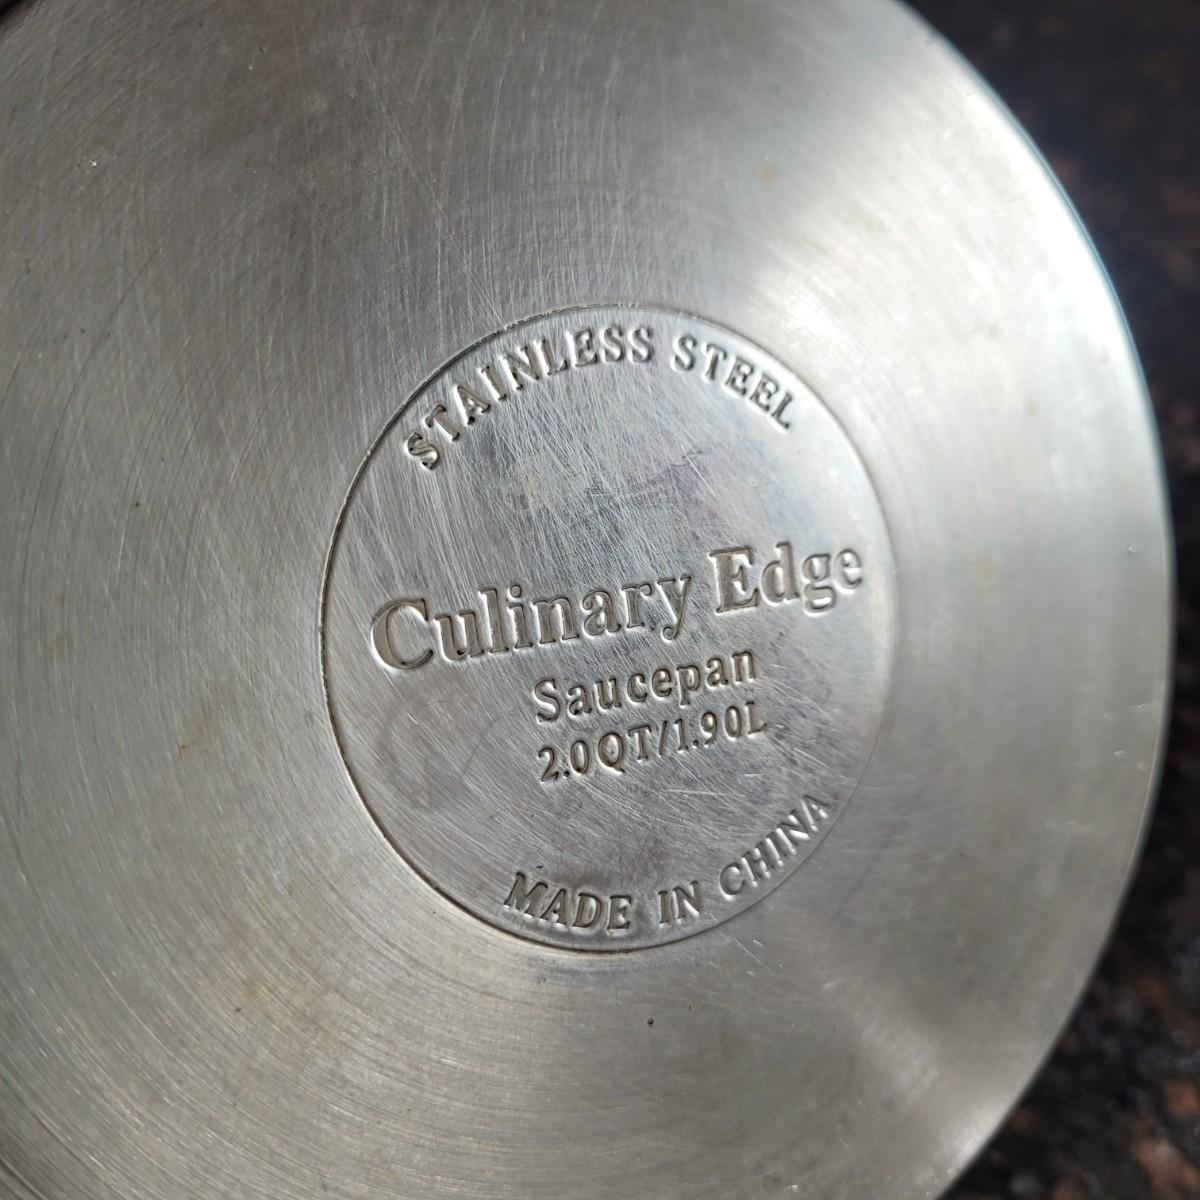 STAINLESS STEEL
Culinary Edge
Saucepan
2.0QT/1.90L
MADE IN CHINA